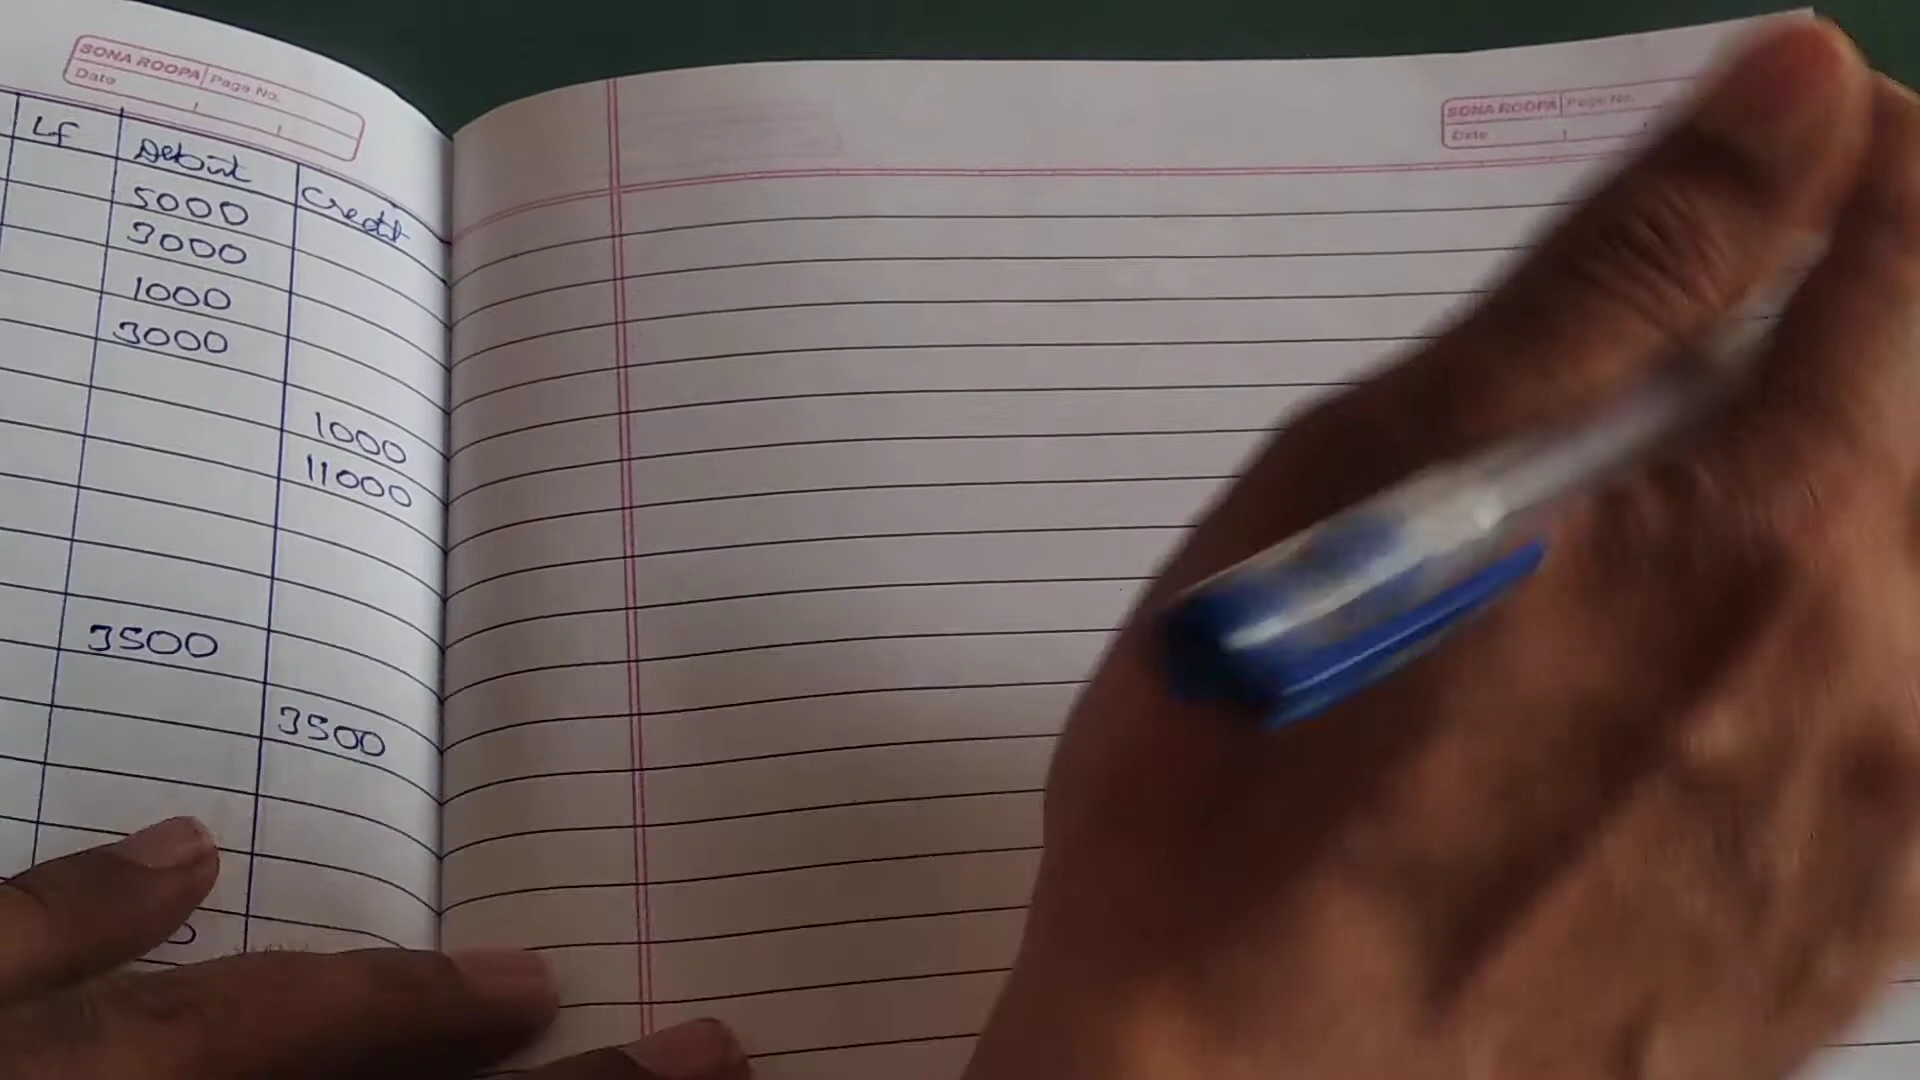 SONA ROOPA Page No.
Date
Lf Debit Credit
5000
3000
1000
3000
1000
11000
3500
3500
SONA ROOPA Page No.
Date